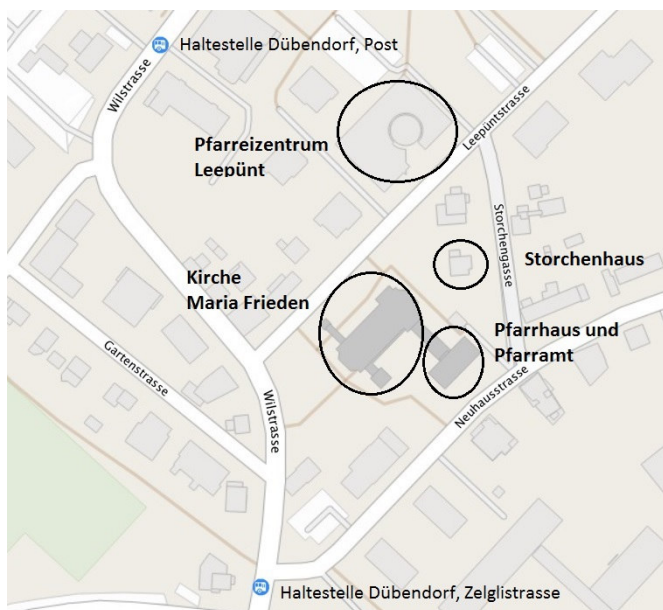 Haltestelle Dübendorf, Post
Wilstrasse
Pfarreizentrum
Leepünt
Leepüntstrasse
Storchengasse
Storchenhaus
Kirche
Maria Frieden
Pfarrhaus und
Pfarramt
Gartenstrasse
Wilstrasse
Neuhausstrasse
Haltestelle Dübendorf, Zelglistrasse